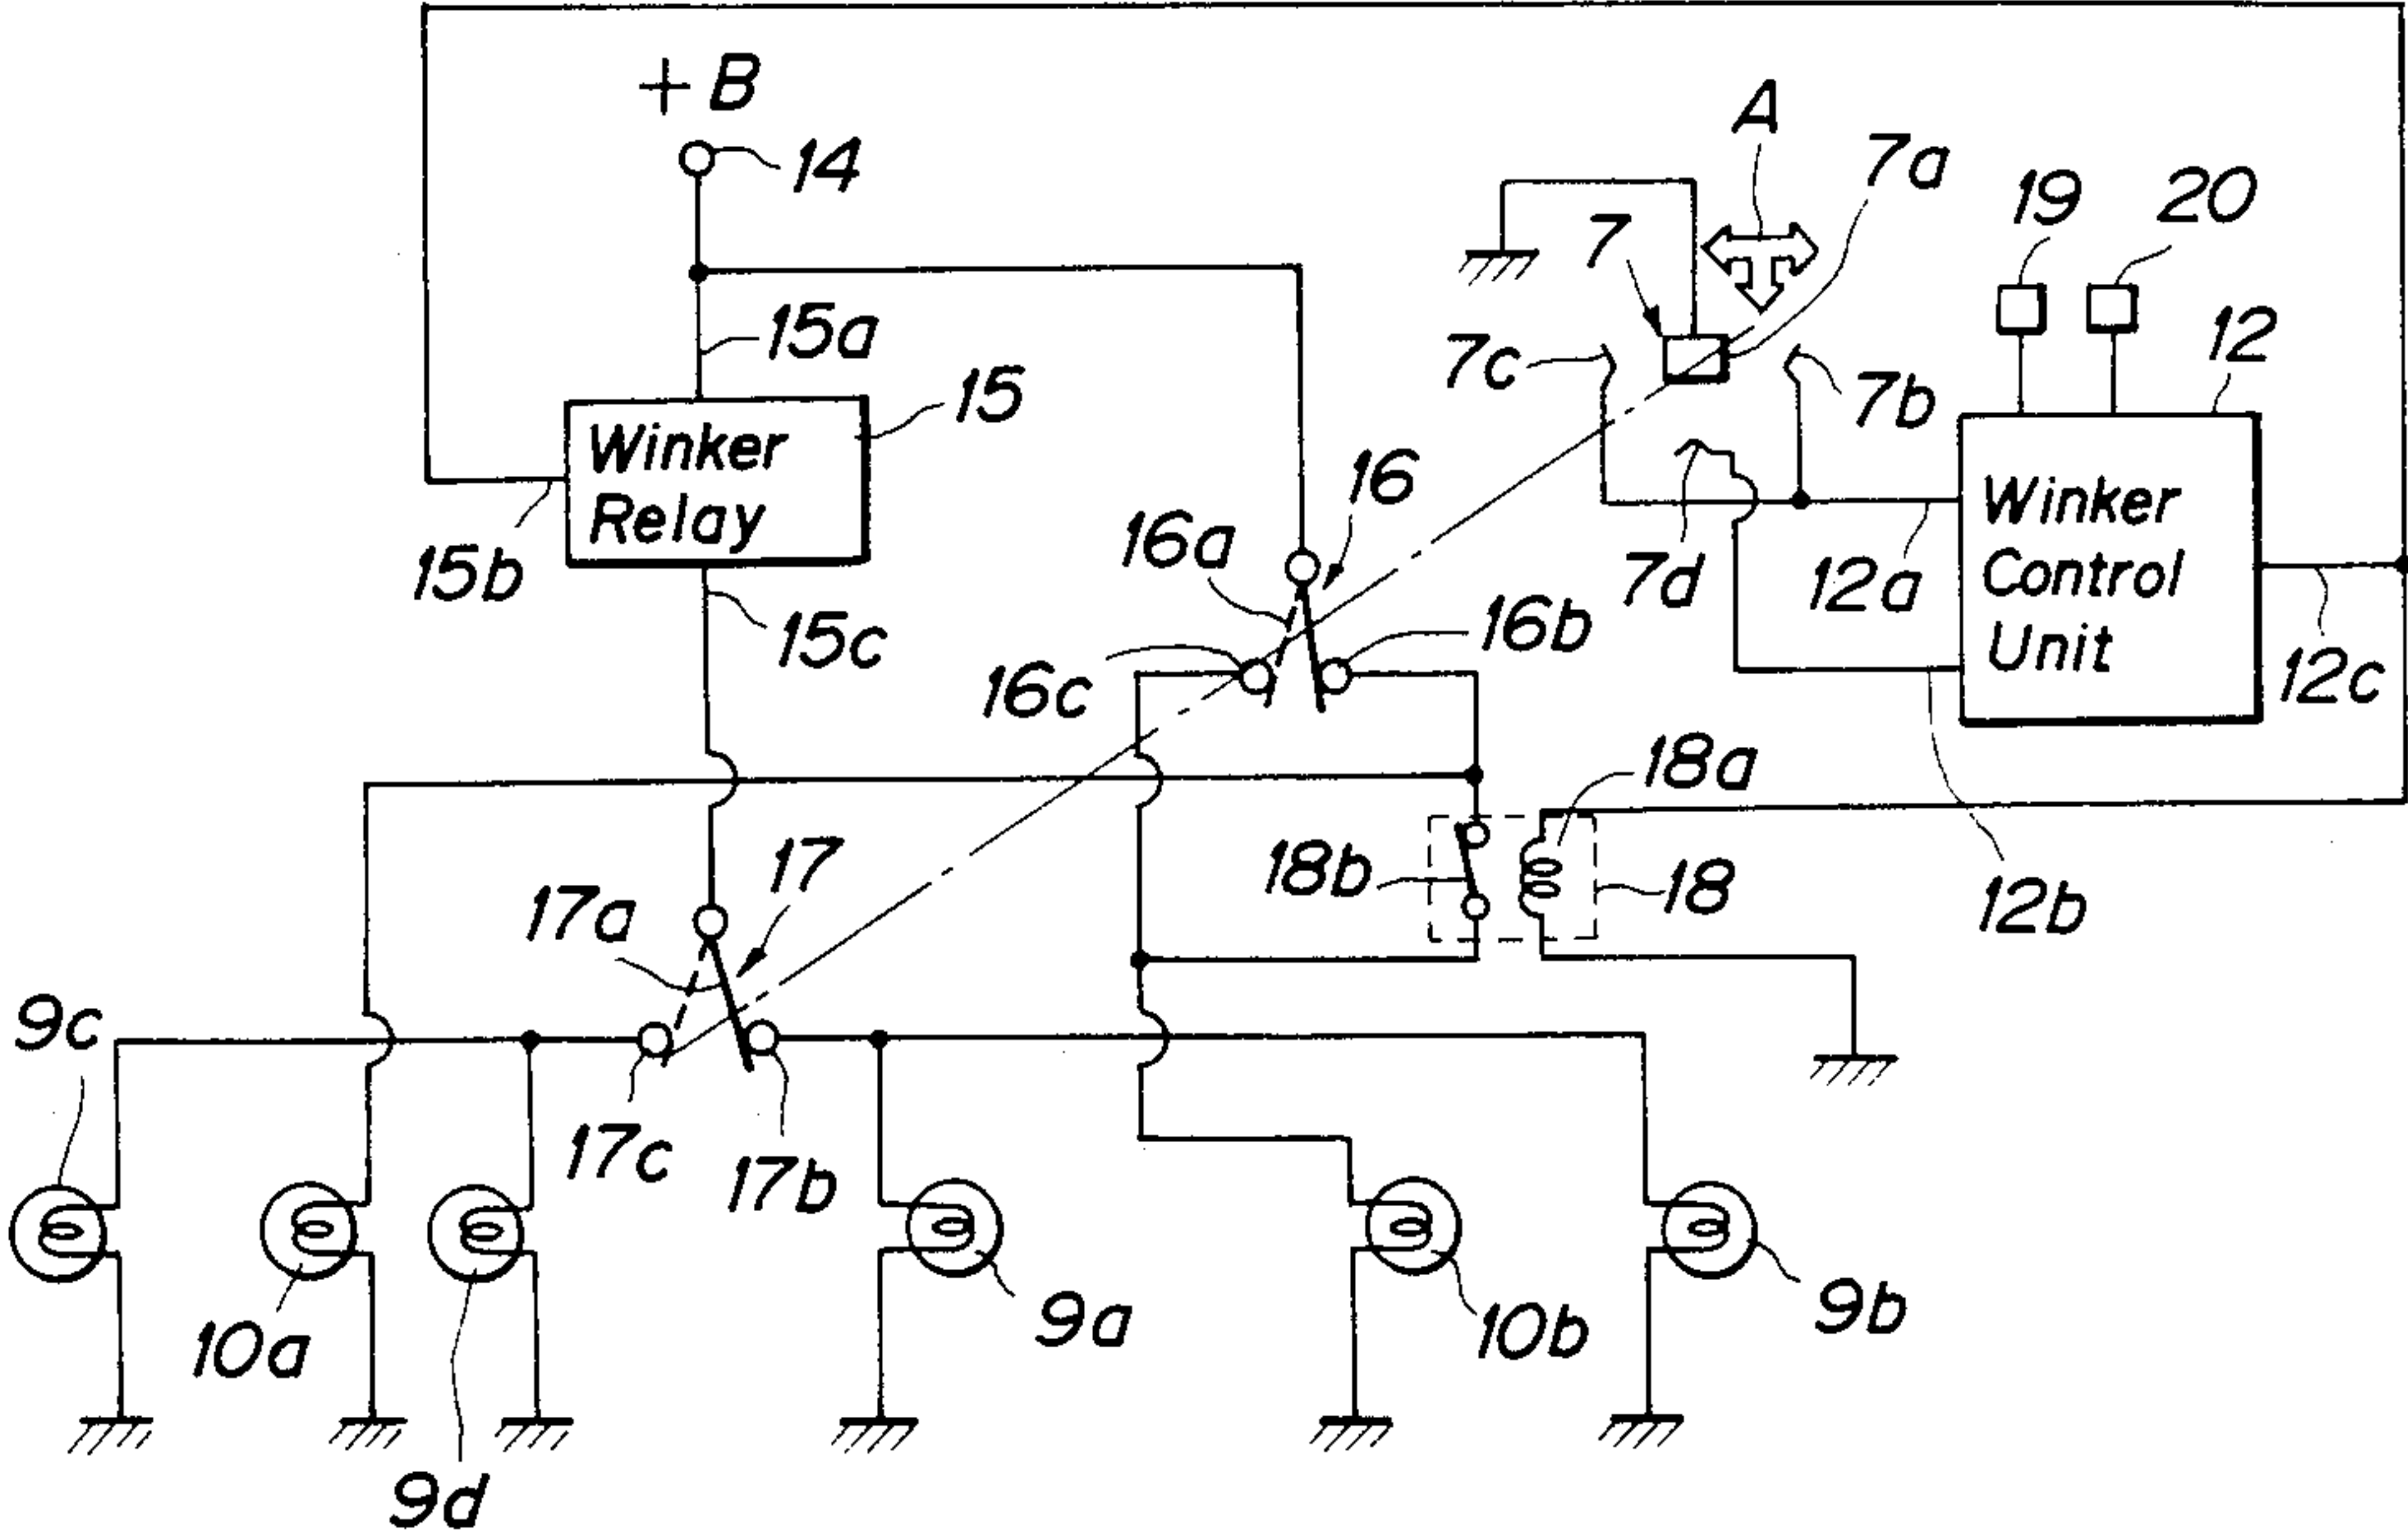 +B
14
A
7a
7
19
20
15a
7c
12
7b
15
Winker
Relay
16
Winker
Control
Unit
16a
15b
7d
12a
16b
15c
16c
12c
18a
17
18b
18
17a
12b
9c
17c
17b
9a
10b
9b
10a
9d